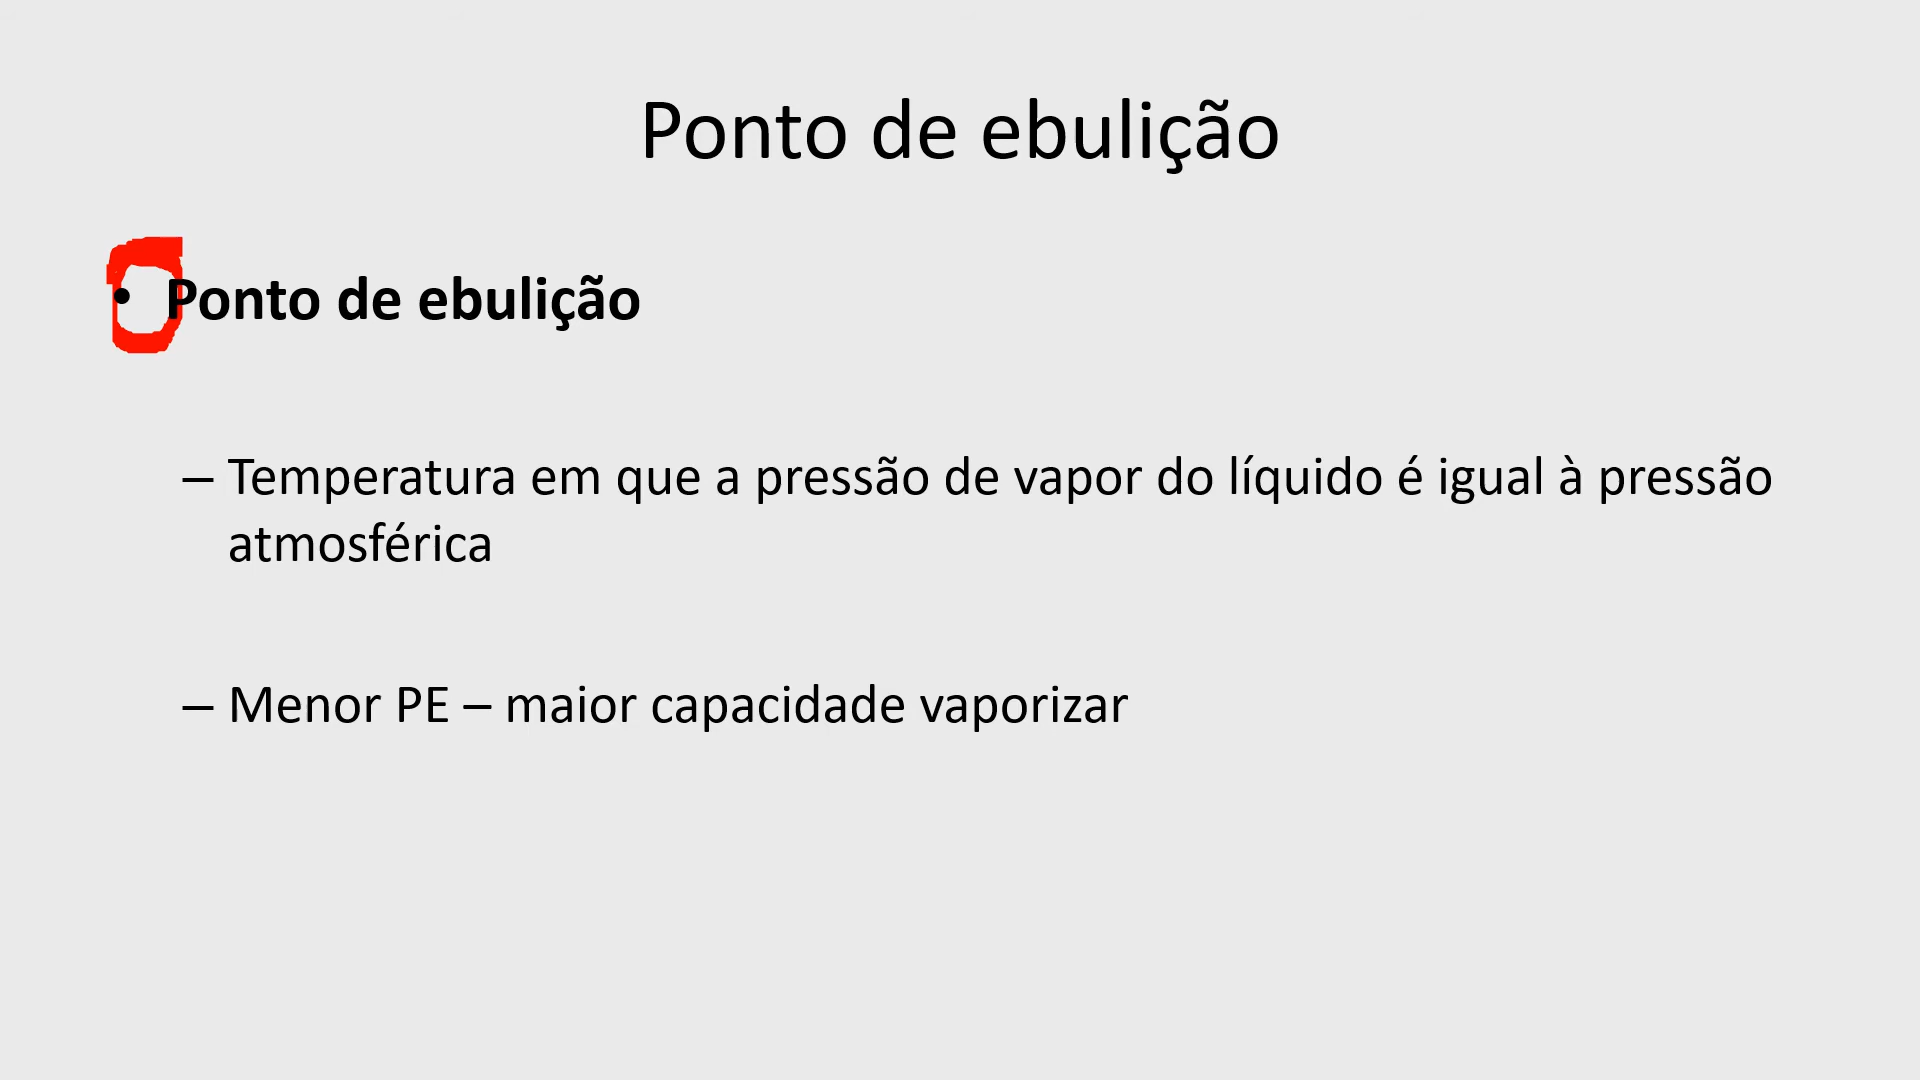 Ponto de ebulição
• Ponto de ebulição
– Temperatura em que a pressão de vapor do líquido é igual à pressão
atmosférica
– Menor PE – maior capacidade vaporizar